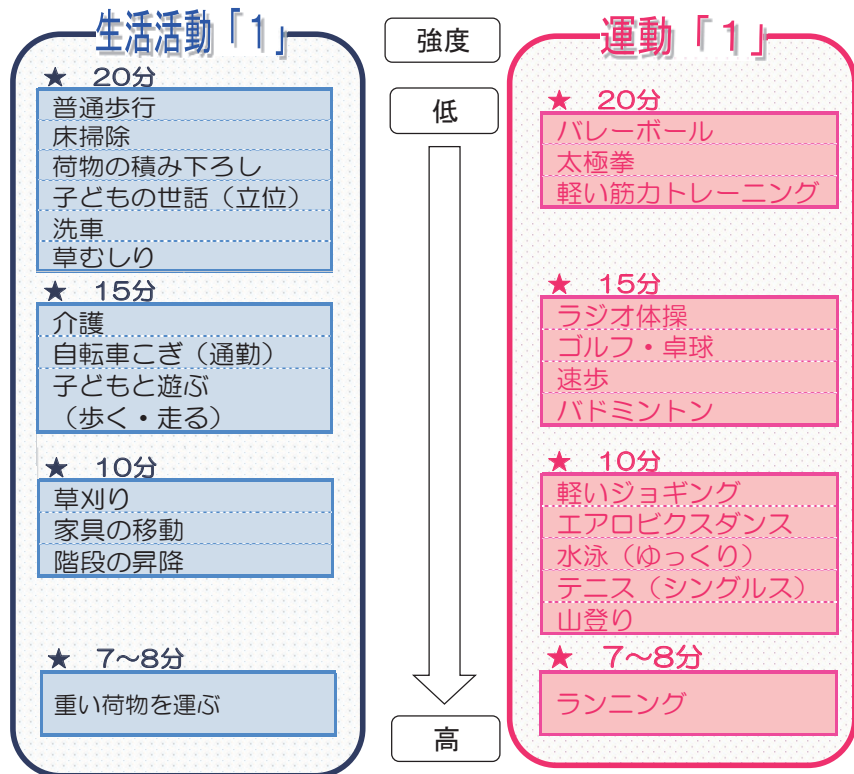 生活活動「１」
★ 20分
普通歩行
床掃除
荷物の積み下ろし
子どもの世話（立位）
洗車
草むしり
★ 15分
介護
自転車こぎ（通勤）
子どもと遊ぶ
（歩く・走る）
★ 10分
草刈り
家具の移動
階段の昇降
★ 7～8分
重い荷物を運ぶ
強度
低
高
運動「１」
★ 20分
バレーボール
太極拳
軽い筋力トレーニング
★ 15分
ラジオ体操
ゴルフ・卓球
速歩
バドミントン
★ 10分
軽いジョギング
エアロビクスダンス
水泳（ゆっくり）
テニス（シングルス）
山登り
★ 7～8分
ランニング